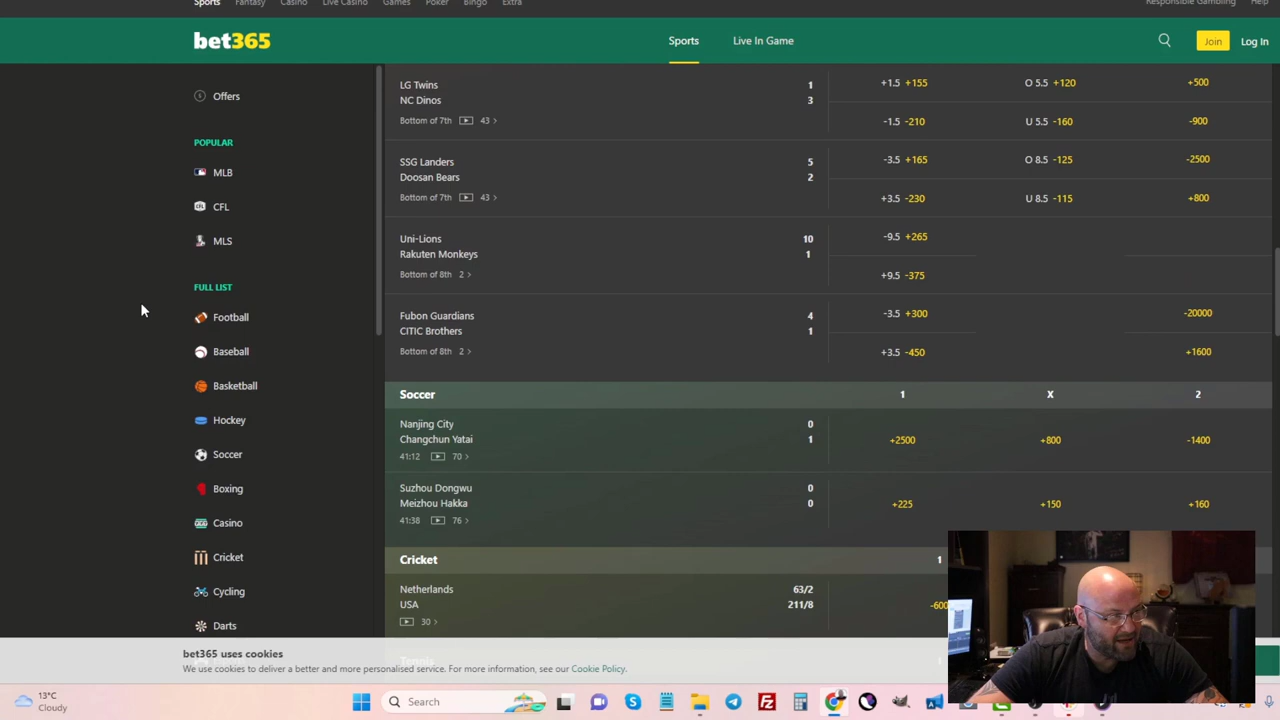 Sports Fantasy Casino Live Casino Games Poker Bingo Extra Responsible Gambling Help
bet365 Sports Live In Game Join Log In
Offers
POPULAR
MLB
CFL
MLS
FULL LIST
Football
Baseball
Basketball
Hockey
Soccer
Boxing
Casino
Cricket
Cycling
Darts
LG Twins 1 +1.5 +155 O 5.5 +120 +500
NC Dinos 3
Bottom of 7th 43 > -1.5 -210 U 5.5 -160 -900
SSG Landers 5 -3.5 +165 O 8.5 -125 -2500
Doosan Bears 2
Bottom of 7th 43 > +3.5 -230 U 8.5 -115 +800
Uni-Lions 10 -9.5 +265
Rakuten Monkeys 1
Bottom of 8th 2 > +9.5 -375
Fubon Guardians 4 -3.5 +300 -20000
CITIC Brothers 1
Bottom of 8th 2 > +3.5 -450 +1600
Soccer 1 X 2
Nanjing City 0
Changchun Yatai 1 +2500 +800 -1400
41:12 70 >
Suzhou Dongwu 0
Meizhou Hakka 0 +225 +150 +160
41:38 76 >
Cricket 1
Netherlands 63/2
USA 211/8 -600
30 >
bet365 uses cookies
We use cookies to deliver a better and more personalised service. For more information, see our Cookie Policy.
13°C
Cloudy
Search